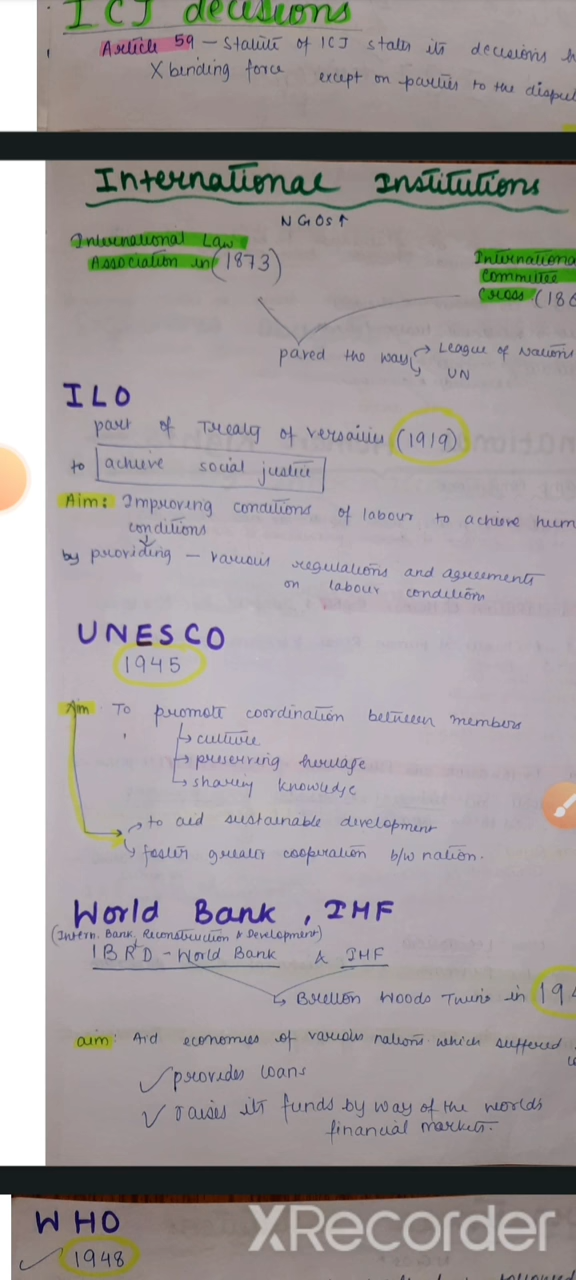 ICJ decisions
Article 59 - Statute of ICJ states its decisions
X binding force except on parties to the
International Institutions
NGOs ↑
International Law
Association in (1873)
International
Committee
Cross (18
paved the way → League of Nations
→ UN
ILO
part of Treaty of Versailles (1919)
to achieve social justice
Aim: Improving conditions of labour to achieve
conditions
by providing - various regulations and agreements
on labour conditions
UNESCO
1945
Aim To promote coordination between members
→ culture
→ preserving heritage
→ sharing knowledge
→ to aid sustainable development
→ foster greater cooperation b/w nation.
World Bank, IMF
(Intern. Bank, Reconstruction & Development)
IBRD - World Bank & IMF
→ Bretton Woods Twins in 19
aim: Aid economies of various nations which suffered
✓ provides loans
✓ raises its funds by way of the worlds
financial markets.
WHO
✓ 1948
XRecorder